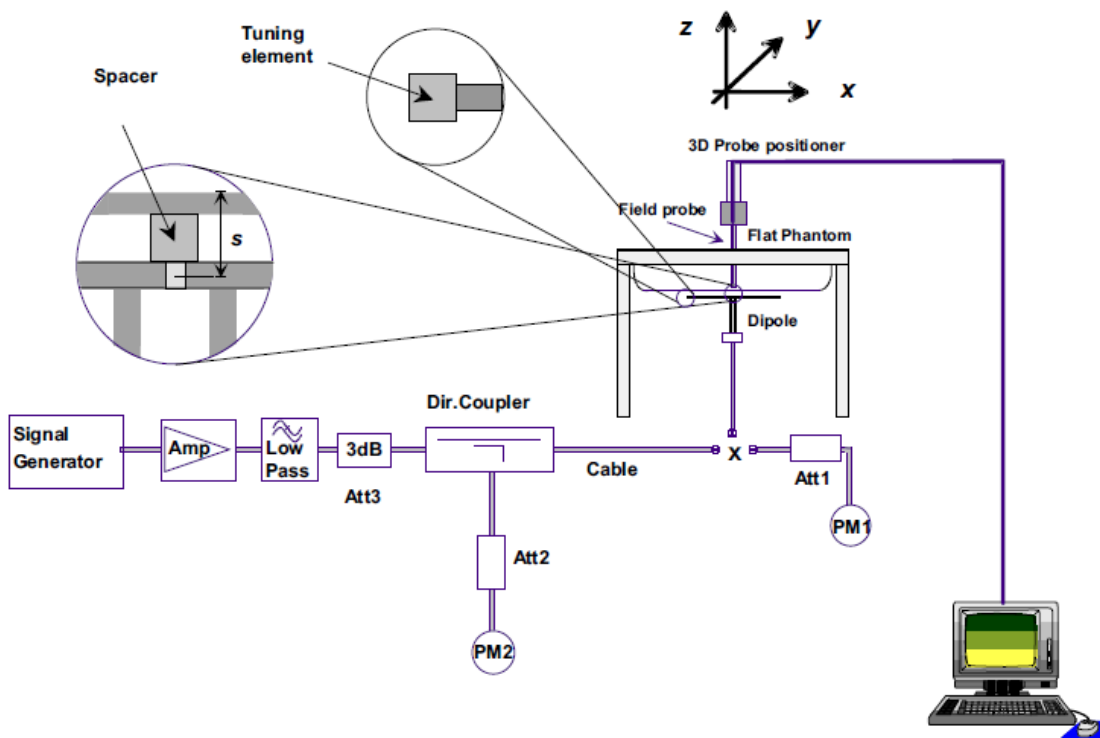 Tuning
element
Spacer
z
y
x
3D Probe positioner
Field probe
Flat Phantom
s
Dipole
Dir.Coupler
Signal
Generator
Amp
Low
Pass
3dB
Att3
Cable
X
Att1
PM1
Att2
PM2